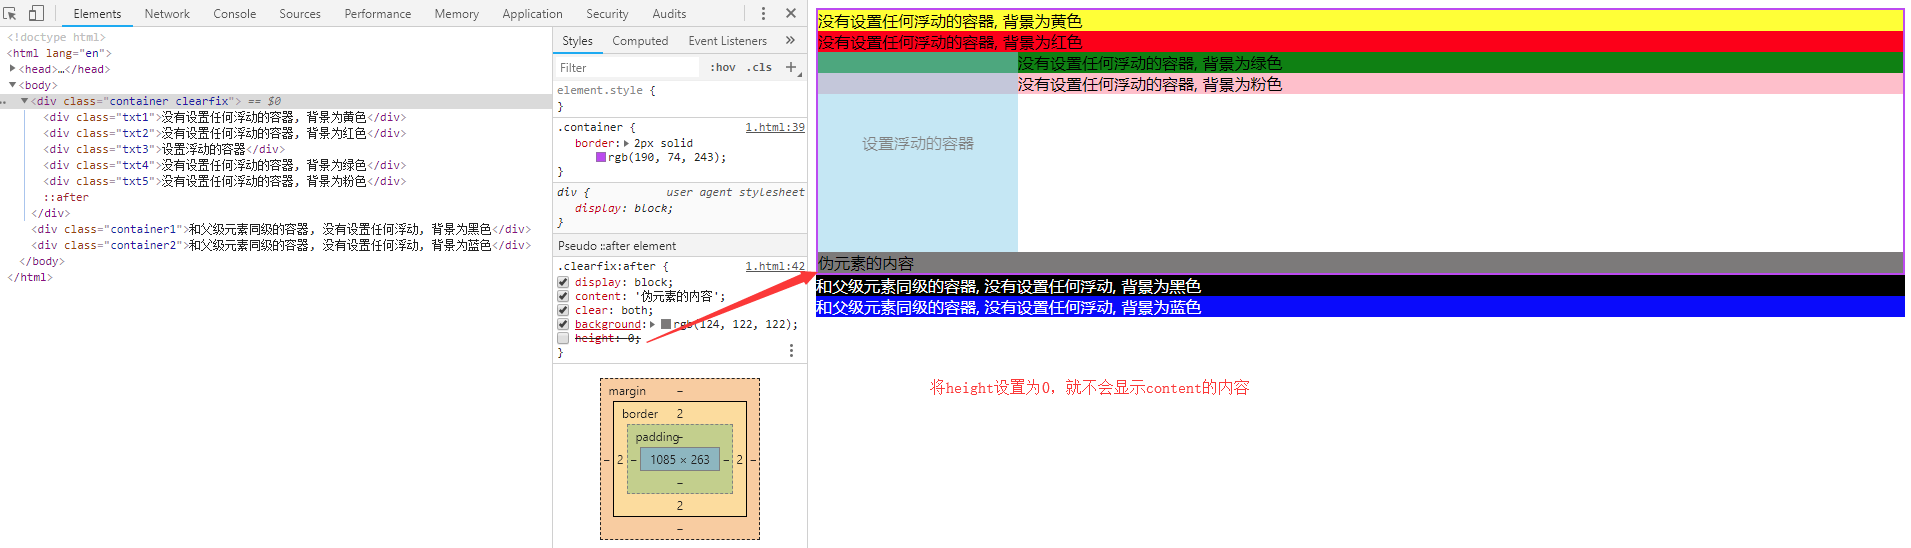 Elements Network Console Sources Performance Memory Application Security Audits
<!doctype html>
<html lang="en">
<head>…</head>
<body>
<div class="container clearfix"> == $0
<div class="txt1">没有设置任何浮动的容器, 背景为黄色</div>
<div class="txt2">没有设置任何浮动的容器, 背景为红色</div>
<div class="txt3">设置浮动的容器</div>
<div class="txt4">没有设置任何浮动的容器, 背景为绿色</div>
<div class="txt5">没有设置任何浮动的容器, 背景为粉色</div>
::after
</div>
<div class="container1">和父级元素同级的容器, 没有设置任何浮动, 背景为黑色</div>
<div class="container2">和父级元素同级的容器, 没有设置任何浮动, 背景为蓝色</div>
</body>
</html>
Styles Computed Event Listeners »
Filter :hov .cls +
element.style {
}
.container { 1.html:39
border: 2px solid
rgb(190, 74, 243);
}
div { user agent stylesheet
display: block;
}
Pseudo ::after element
.clearfix:after { 1.html:42
display: block;
content: '伪元素的内容';
clear: both;
background: rgb(124, 122, 122);
height: 0;
}
margin –
border 2
padding –
– 2 – 1085 × 263 – 2 –
–
2
–
没有设置任何浮动的容器, 背景为黄色
没有设置任何浮动的容器, 背景为红色
没有设置任何浮动的容器, 背景为绿色
没有设置任何浮动的容器, 背景为粉色
设置浮动的容器
伪元素的内容
和父级元素同级的容器, 没有设置任何浮动, 背景为黑色
和父级元素同级的容器, 没有设置任何浮动, 背景为蓝色
将height设置为0，就不会显示content的内容